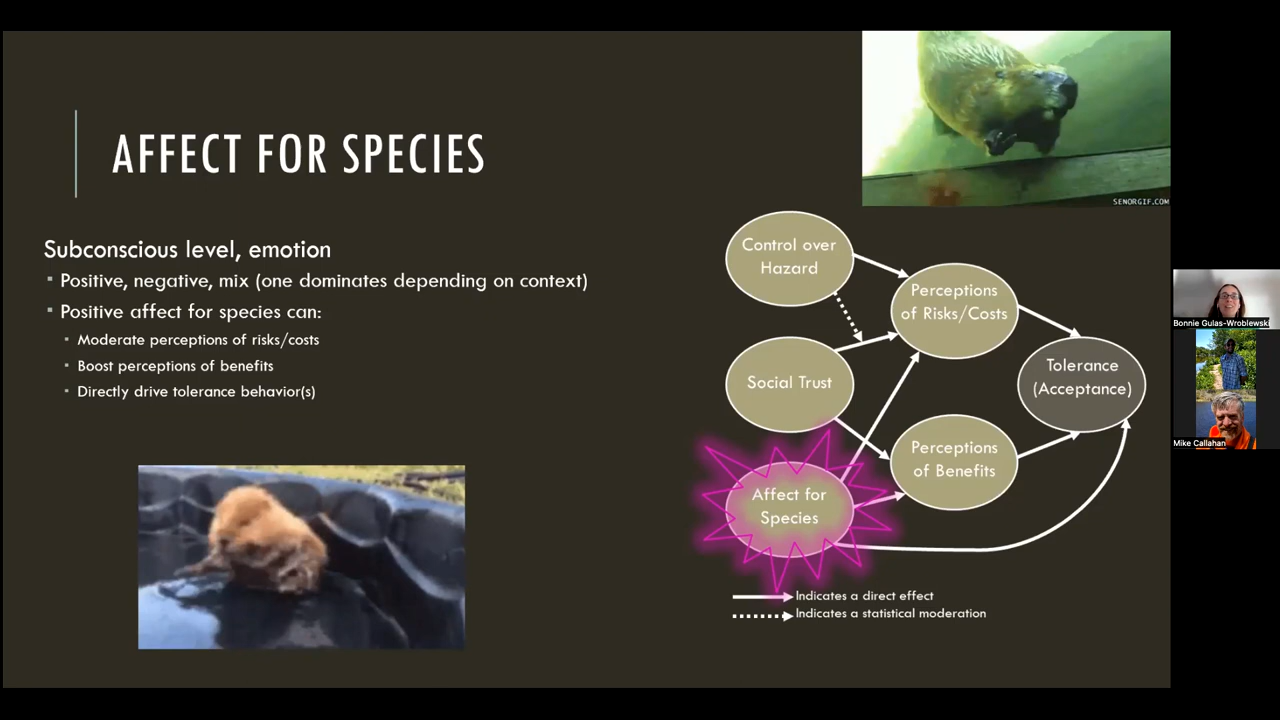 AFFECT FOR SPECIES
Subconscious level, emotion
Positive, negative, mix (one dominates depending on context)
Positive affect for species can:
Moderate perceptions of risks/costs
Boost perceptions of benefits
Directly drive tolerance behavior(s)
SENORGIF.COM
Control over
Hazard
Perceptions
of Risks/Costs
Social Trust
Tolerance
(Acceptance)
Perceptions
of Benefits
Affect for
Species
Indicates a direct effect
Indicates a statistical moderation
Bonnie Gulas-Wroblewski
Mike Callahan